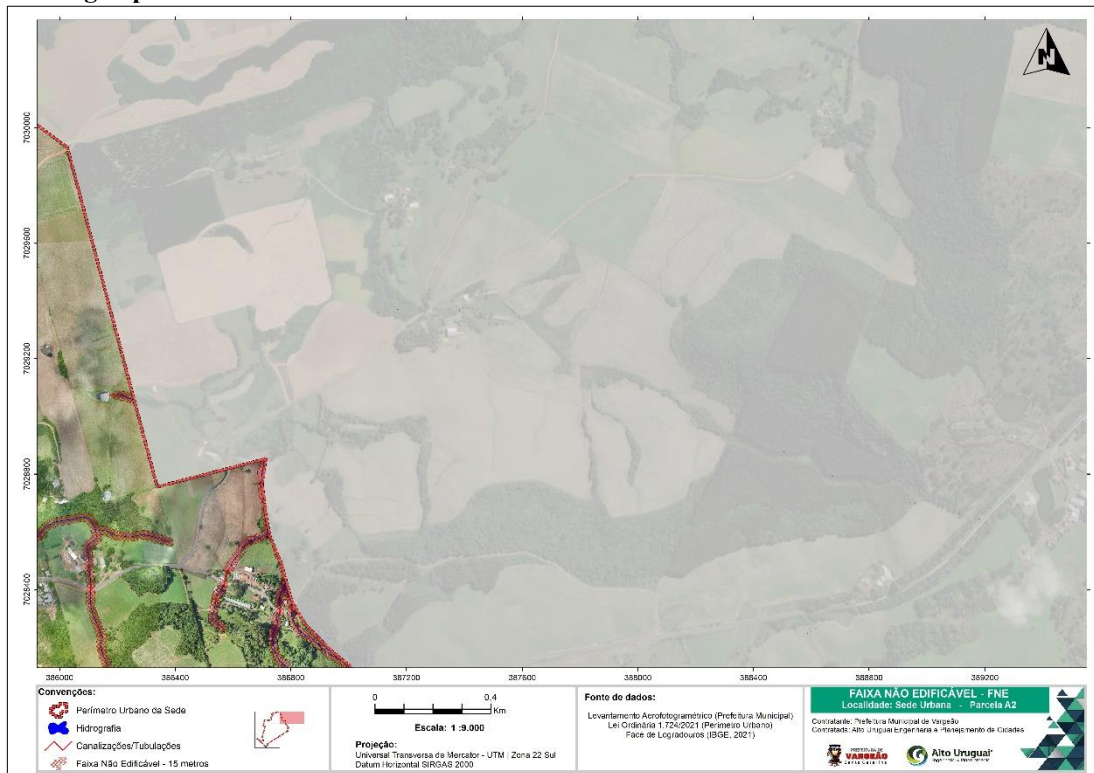 N
7030000
7029600
7029200
7028800
7028400
386000 386400 386800 387200 387600 388000 388400 388800 389200
Convenções:
Perímetro Urbano da Sede
Hidrografia
Canalizações/Tubulações
Faixa Não Edificável - 15 metros
0 0,4
Km
Escala: 1 :9.000
Projeção:
Universal Transversa de Mercator - UTM | Zona 22 Sul
Datum Horizontal SIRGAS 2000
Fonte de dados:
Levantamento Aerofotogramétrico (Prefeitura Municipal)
Lei Ordinária 1.724/2021 (Perímetro Urbano)
Face de Logradouros (IBGE, 2021)
FAIXA NÃO EDIFICÁVEL - FNE
Localidade: Sede Urbana - Parcela A2
Contratante: Prefeitura Municipal de Vargeão
Contratada: Alto Uruguai Engenharia e Planejamento de Cidades
PREFEITURA DE
VARGEÃO
SANTA CATARINA
Alto Uruguai